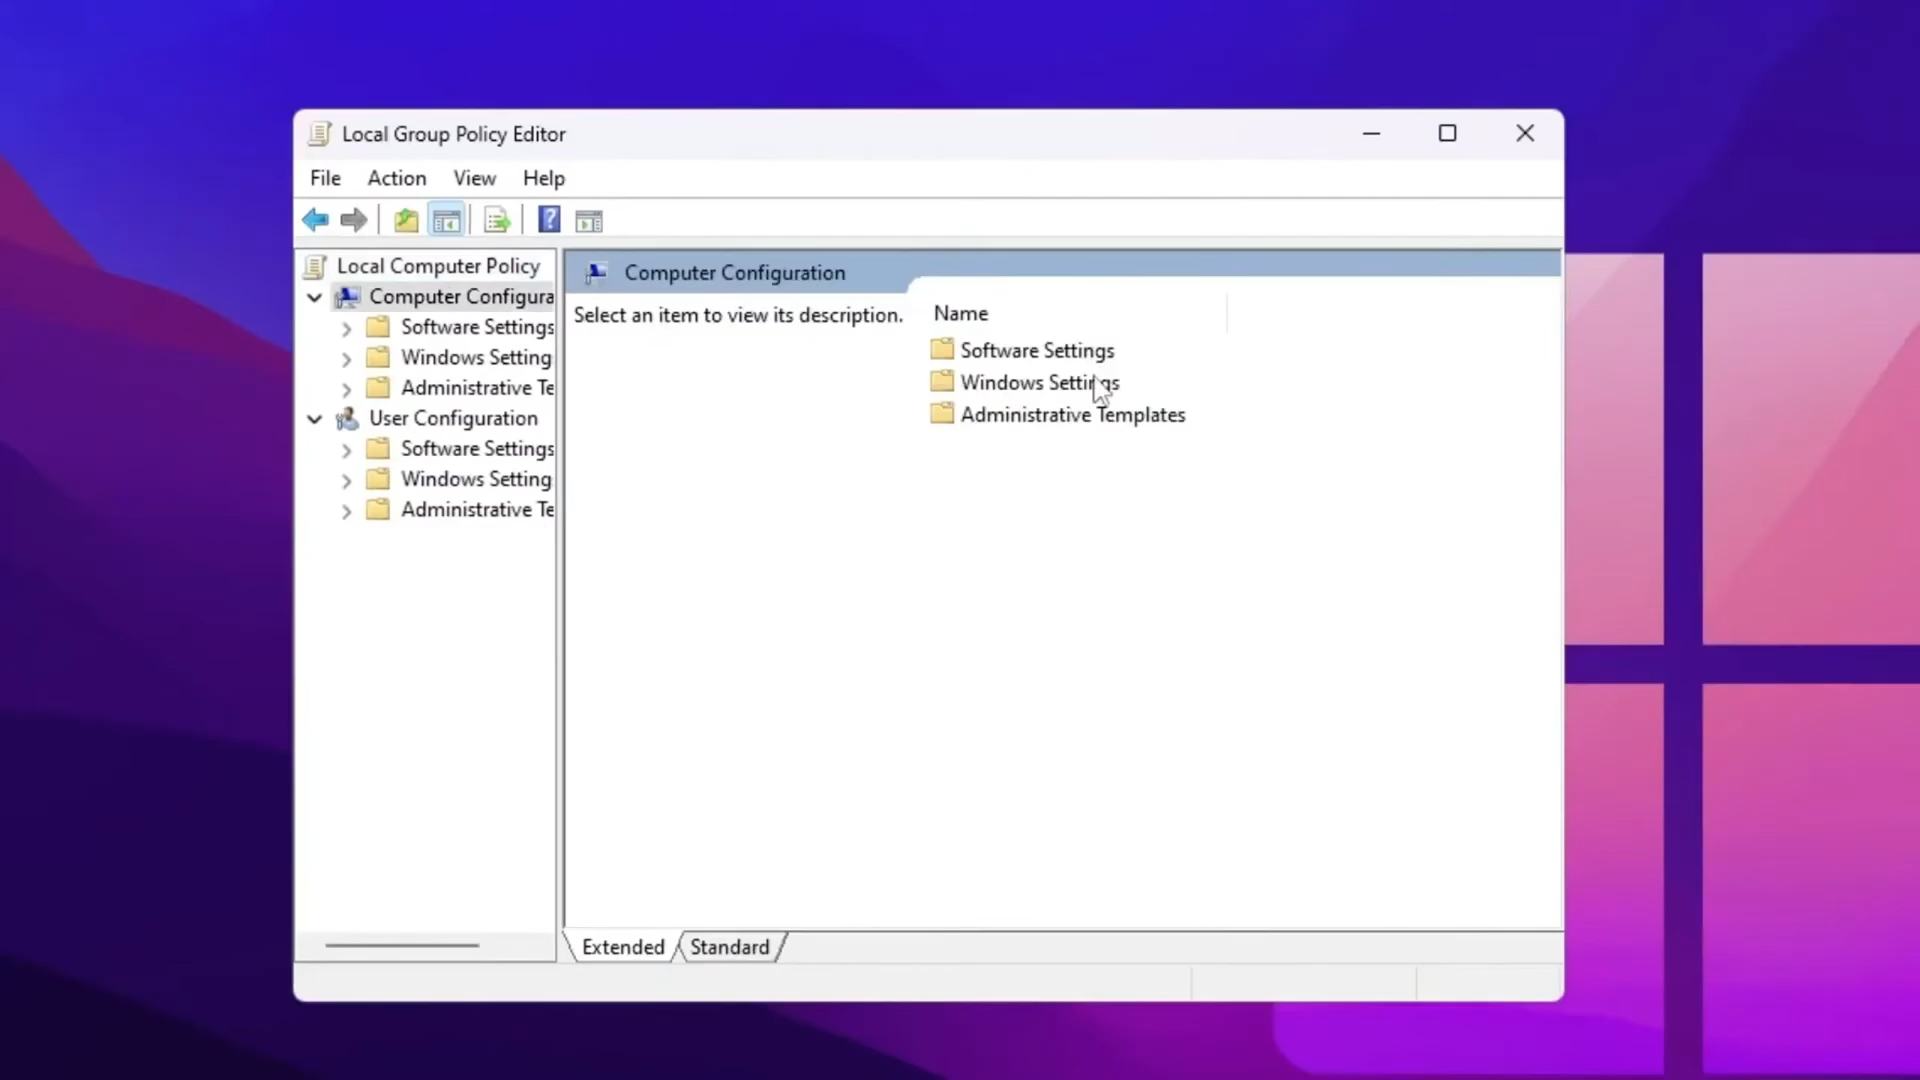 Local Group Policy Editor
File Action View Help
Local Computer Policy
Computer Configura
Software Settings
Windows Setting
Administrative Te
User Configuration
Software Settings
Windows Setting
Administrative Te
Computer Configuration
Select an item to view its description.
Name
Software Settings
Windows Settings
Administrative Templates
Extended Standard